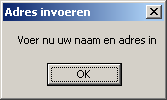 Adres invoeren
Voer nu uw naam en adres in
OK